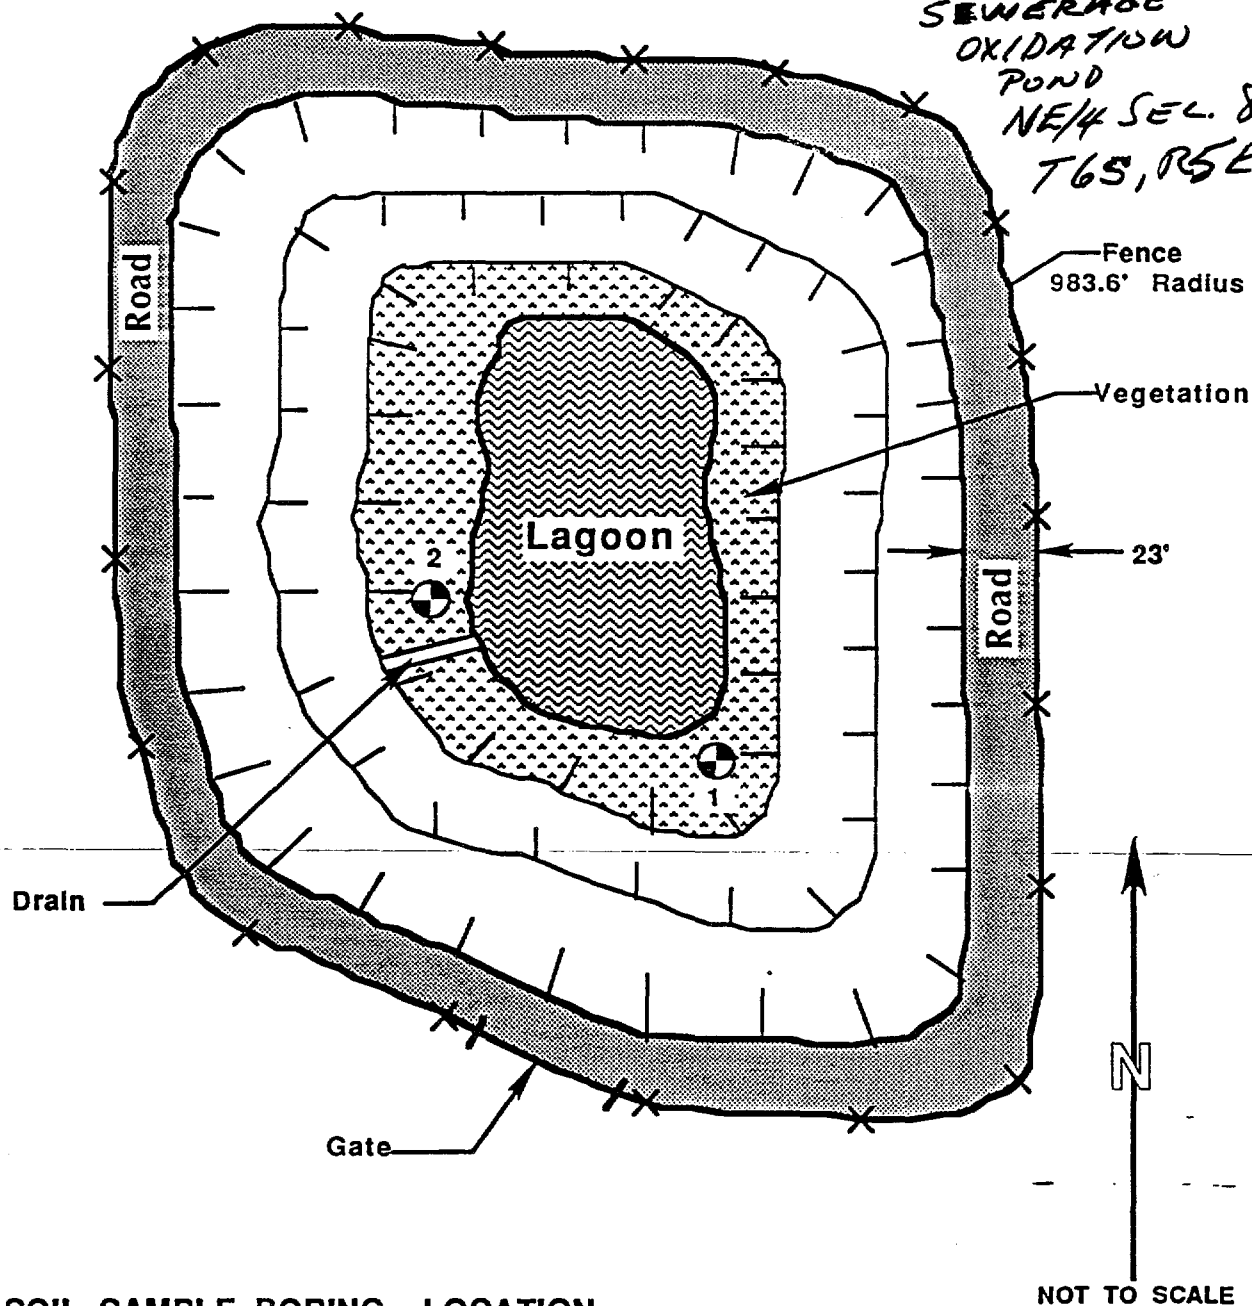 SEWERAGE
OXIDATION
POND
NE/4 SEC. 8
T6S, R5E
Fence
983.6' Radius
Road
Vegetation
Lagoon
2
23'
Road
1
Drain
N
Gate
NOT TO SCALE
SOIL SAMPLE BORING LOCATION